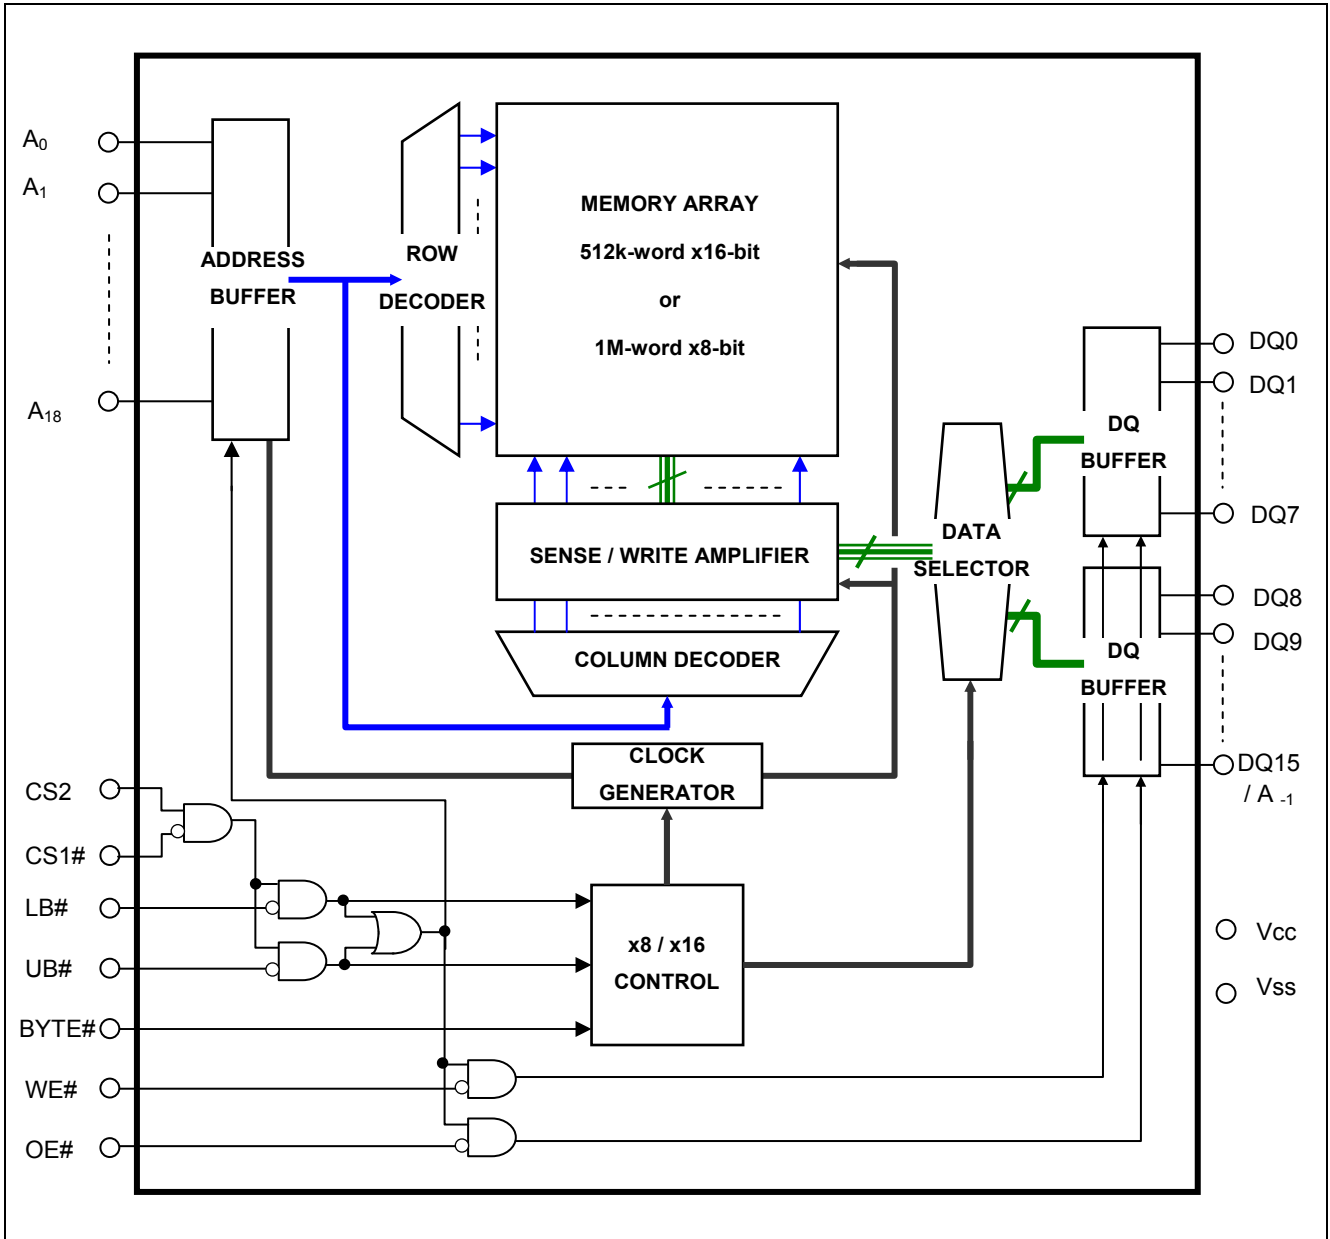 A0
A1
A18
ADDRESS
BUFFER
ROW
DECODER
MEMORY ARRAY
512k-word x16-bit
or
1M-word x8-bit
SENSE / WRITE AMPLIFIER
COLUMN DECODER
CLOCK
GENERATOR
x8 / x16
CONTROL
DATA
SELECTOR
DQ
BUFFER
DQ
BUFFER
DQ0
DQ1
DQ7
DQ8
DQ9
DQ15
/ A -1
Vcc
Vss
CS2
CS1#
LB#
UB#
BYTE#
WE#
OE#